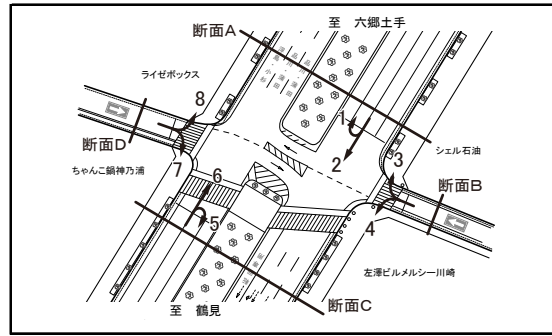 断面A
至 六郷土手
ライゼボックス
8
1
断面D
シェル石油
2
3
ちゃんこ鍋神乃浦
7
6
断面B
5
4
左澤ビルメルシー川崎
断面C
至 鶴見